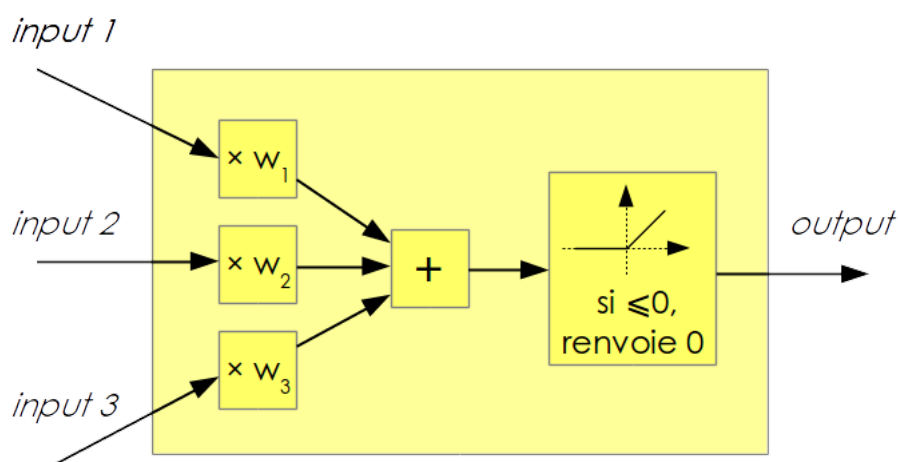 input 1
× w₁
input 2
× w₂
+
output
si ⩽0,
renvoie 0
× w₃
input 3